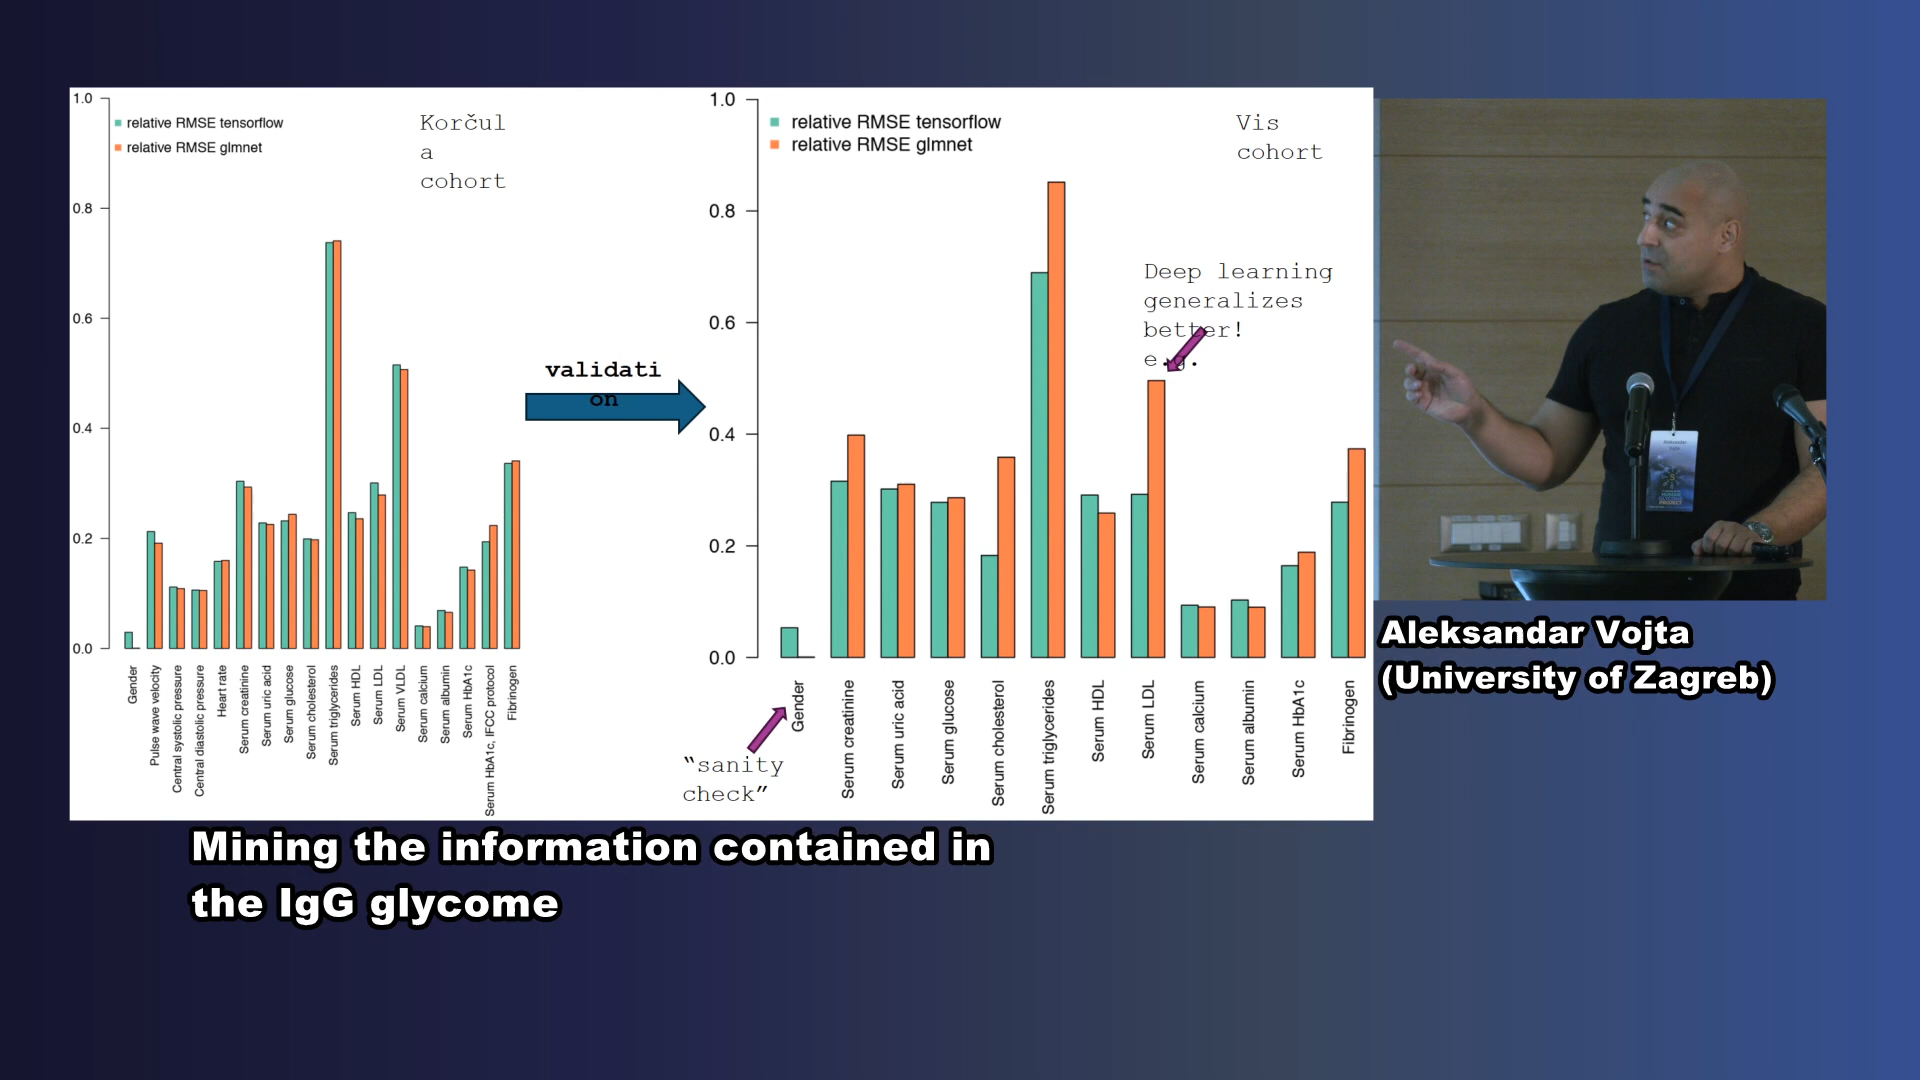 1.0
0.8
0.6
0.4
0.2
0.0
relative RMSE tensorflow
relative RMSE glmnet
Korčul
a
cohort
Gender
Pulse wave velocity
Central systolic pressure
Central diastolic pressure
Heart rate
Serum creatinine
Serum uric acid
Serum glucose
Serum cholesterol
Serum triglycerides
Serum HDL
Serum LDL
Serum VLDL
Serum calcium
Serum albumin
Serum HbA1c
Serum HbA1c, IFCC protocol
Fibrinogen
validati
on
1.0
0.8
0.6
0.4
0.2
0.0
relative RMSE tensorflow
relative RMSE glmnet
Vis
cohort
Deep learning
generalizes
better!
e.g.
Gender
Serum creatinine
Serum uric acid
Serum glucose
Serum cholesterol
Serum triglycerides
Serum HDL
Serum LDL
Serum calcium
Serum albumin
Serum HbA1c
Fibrinogen
“sanity
check”
Aleksandar
Aleksandar Vojta
(University of Zagreb)
Mining the information contained in
the IgG glycome